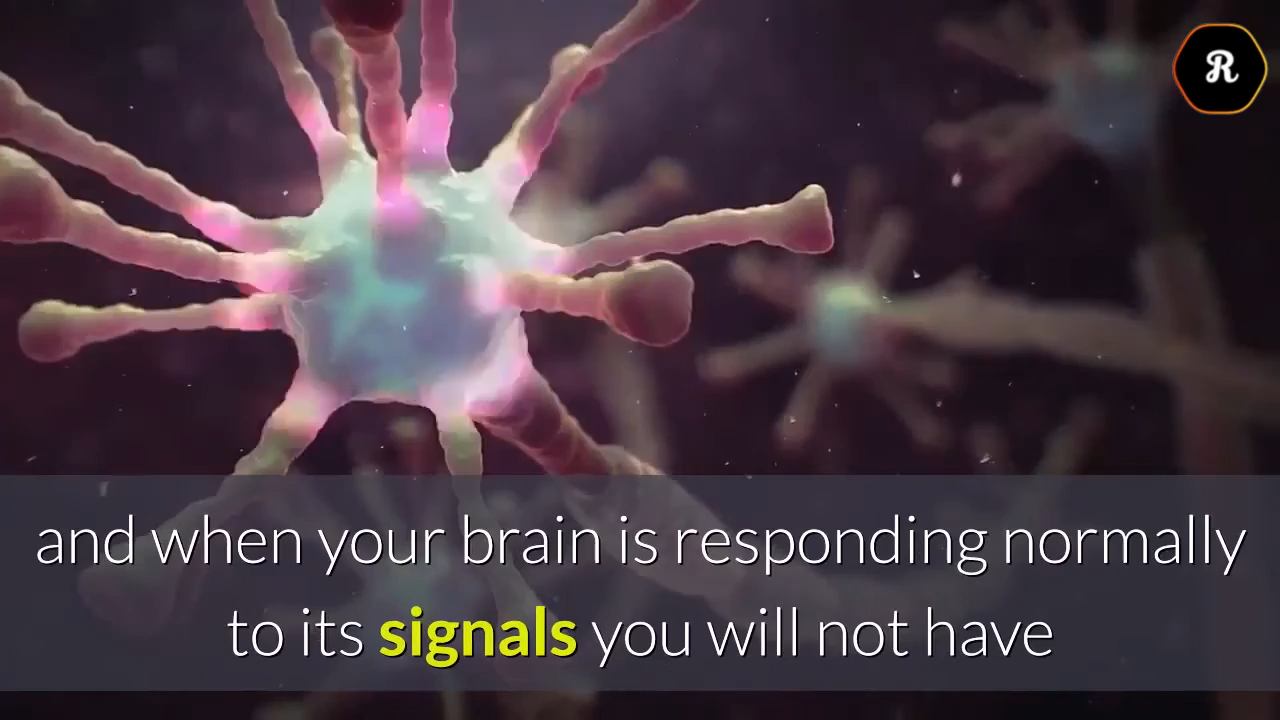 R
and when your brain is responding normally
to its signals you will not have